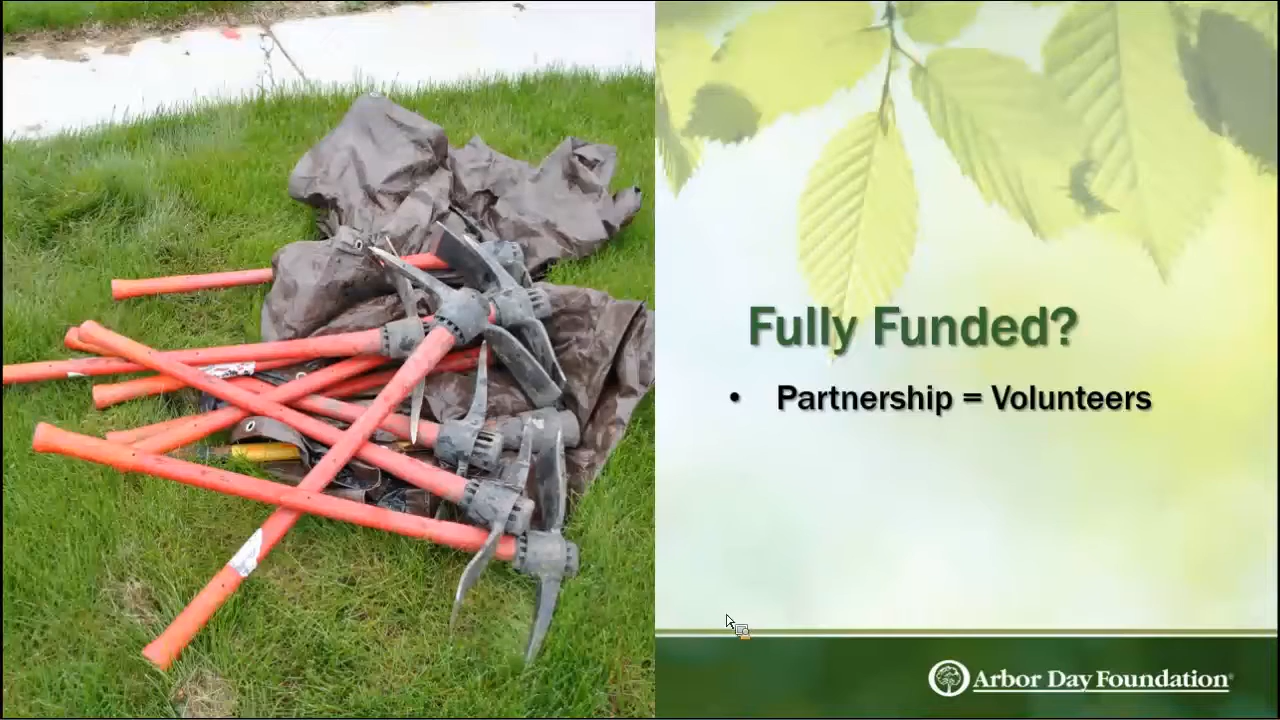 Fully Funded?
• Partnership = Volunteers
Arbor Day Foundation®